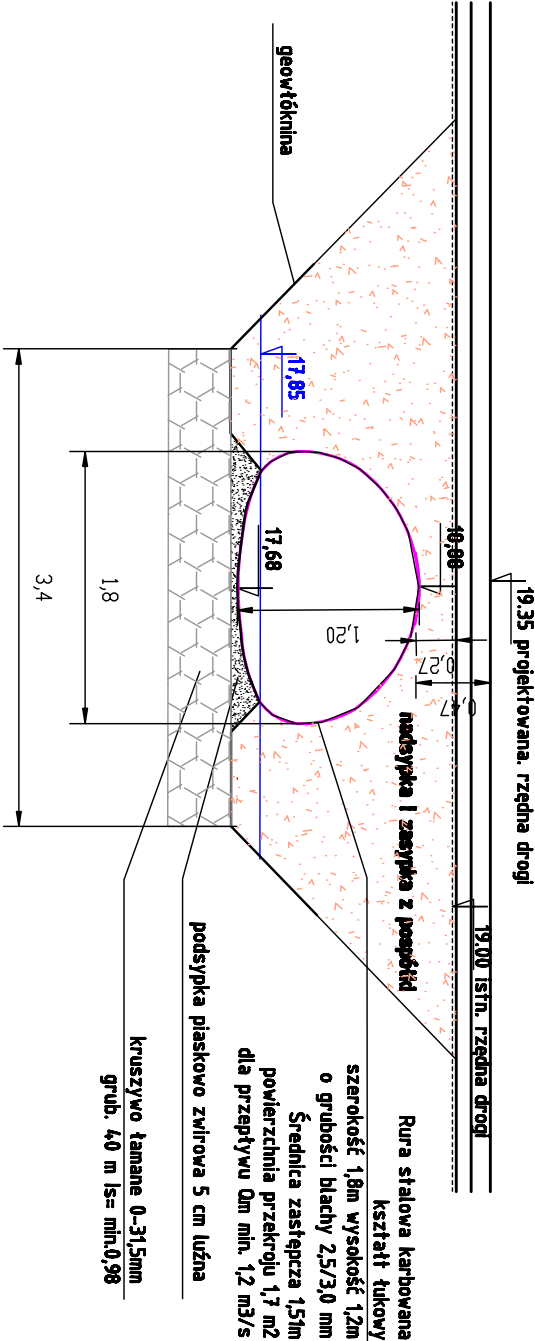 19.35 projektowana. rzędna drogi
19.00 istn. rzędna drogi
0,47
0,27
nadsypka i zasypka z pospółki
1,20
17,68
17,85
geowłóknina
1,8
3,4
Rura stalowa karbowana
kształt łukowy
szerokość 1,8m wysokość 1,2m
o grubości blachy 2,5/3,0 mm
Średnica zastępcza 1,51m
powierzchnia przekroju 1,7 m2
dla przepływu Qm min. 1,2 m3/s
podsypka piaskowo zwirowa 5 cm luźna
kruszywo łamane 0-31,5mm
grub. 40 m Is= min.0,98